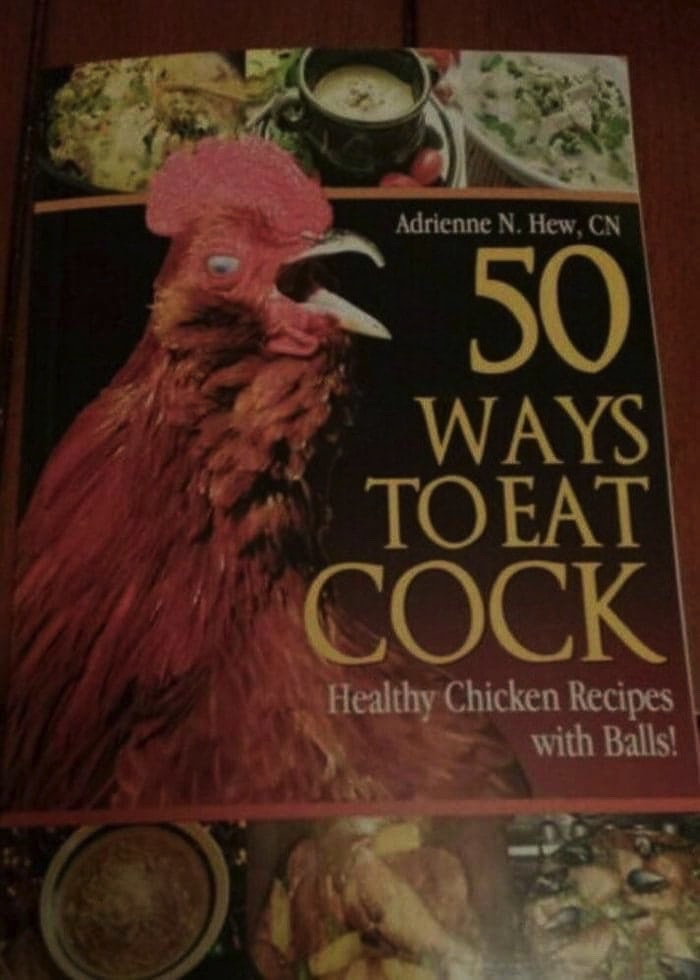 Adrienne N. Hew, CN
50
WAYS
TO EAT
COCK
Healthy Chicken Recipes
with Balls!